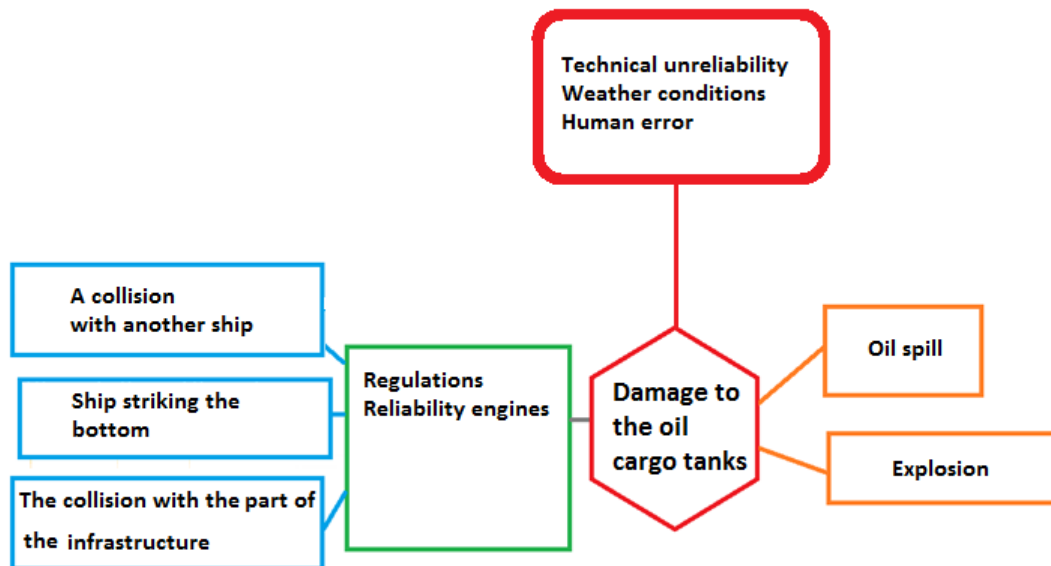 Technical unreliability
Weather conditions
Human error
A collision
with another ship
Ship striking the
bottom
The collision with the part of
the infrastructure
Regulations
Reliability engines
Damage to
the oil
cargo tanks
Oil spill
Explosion